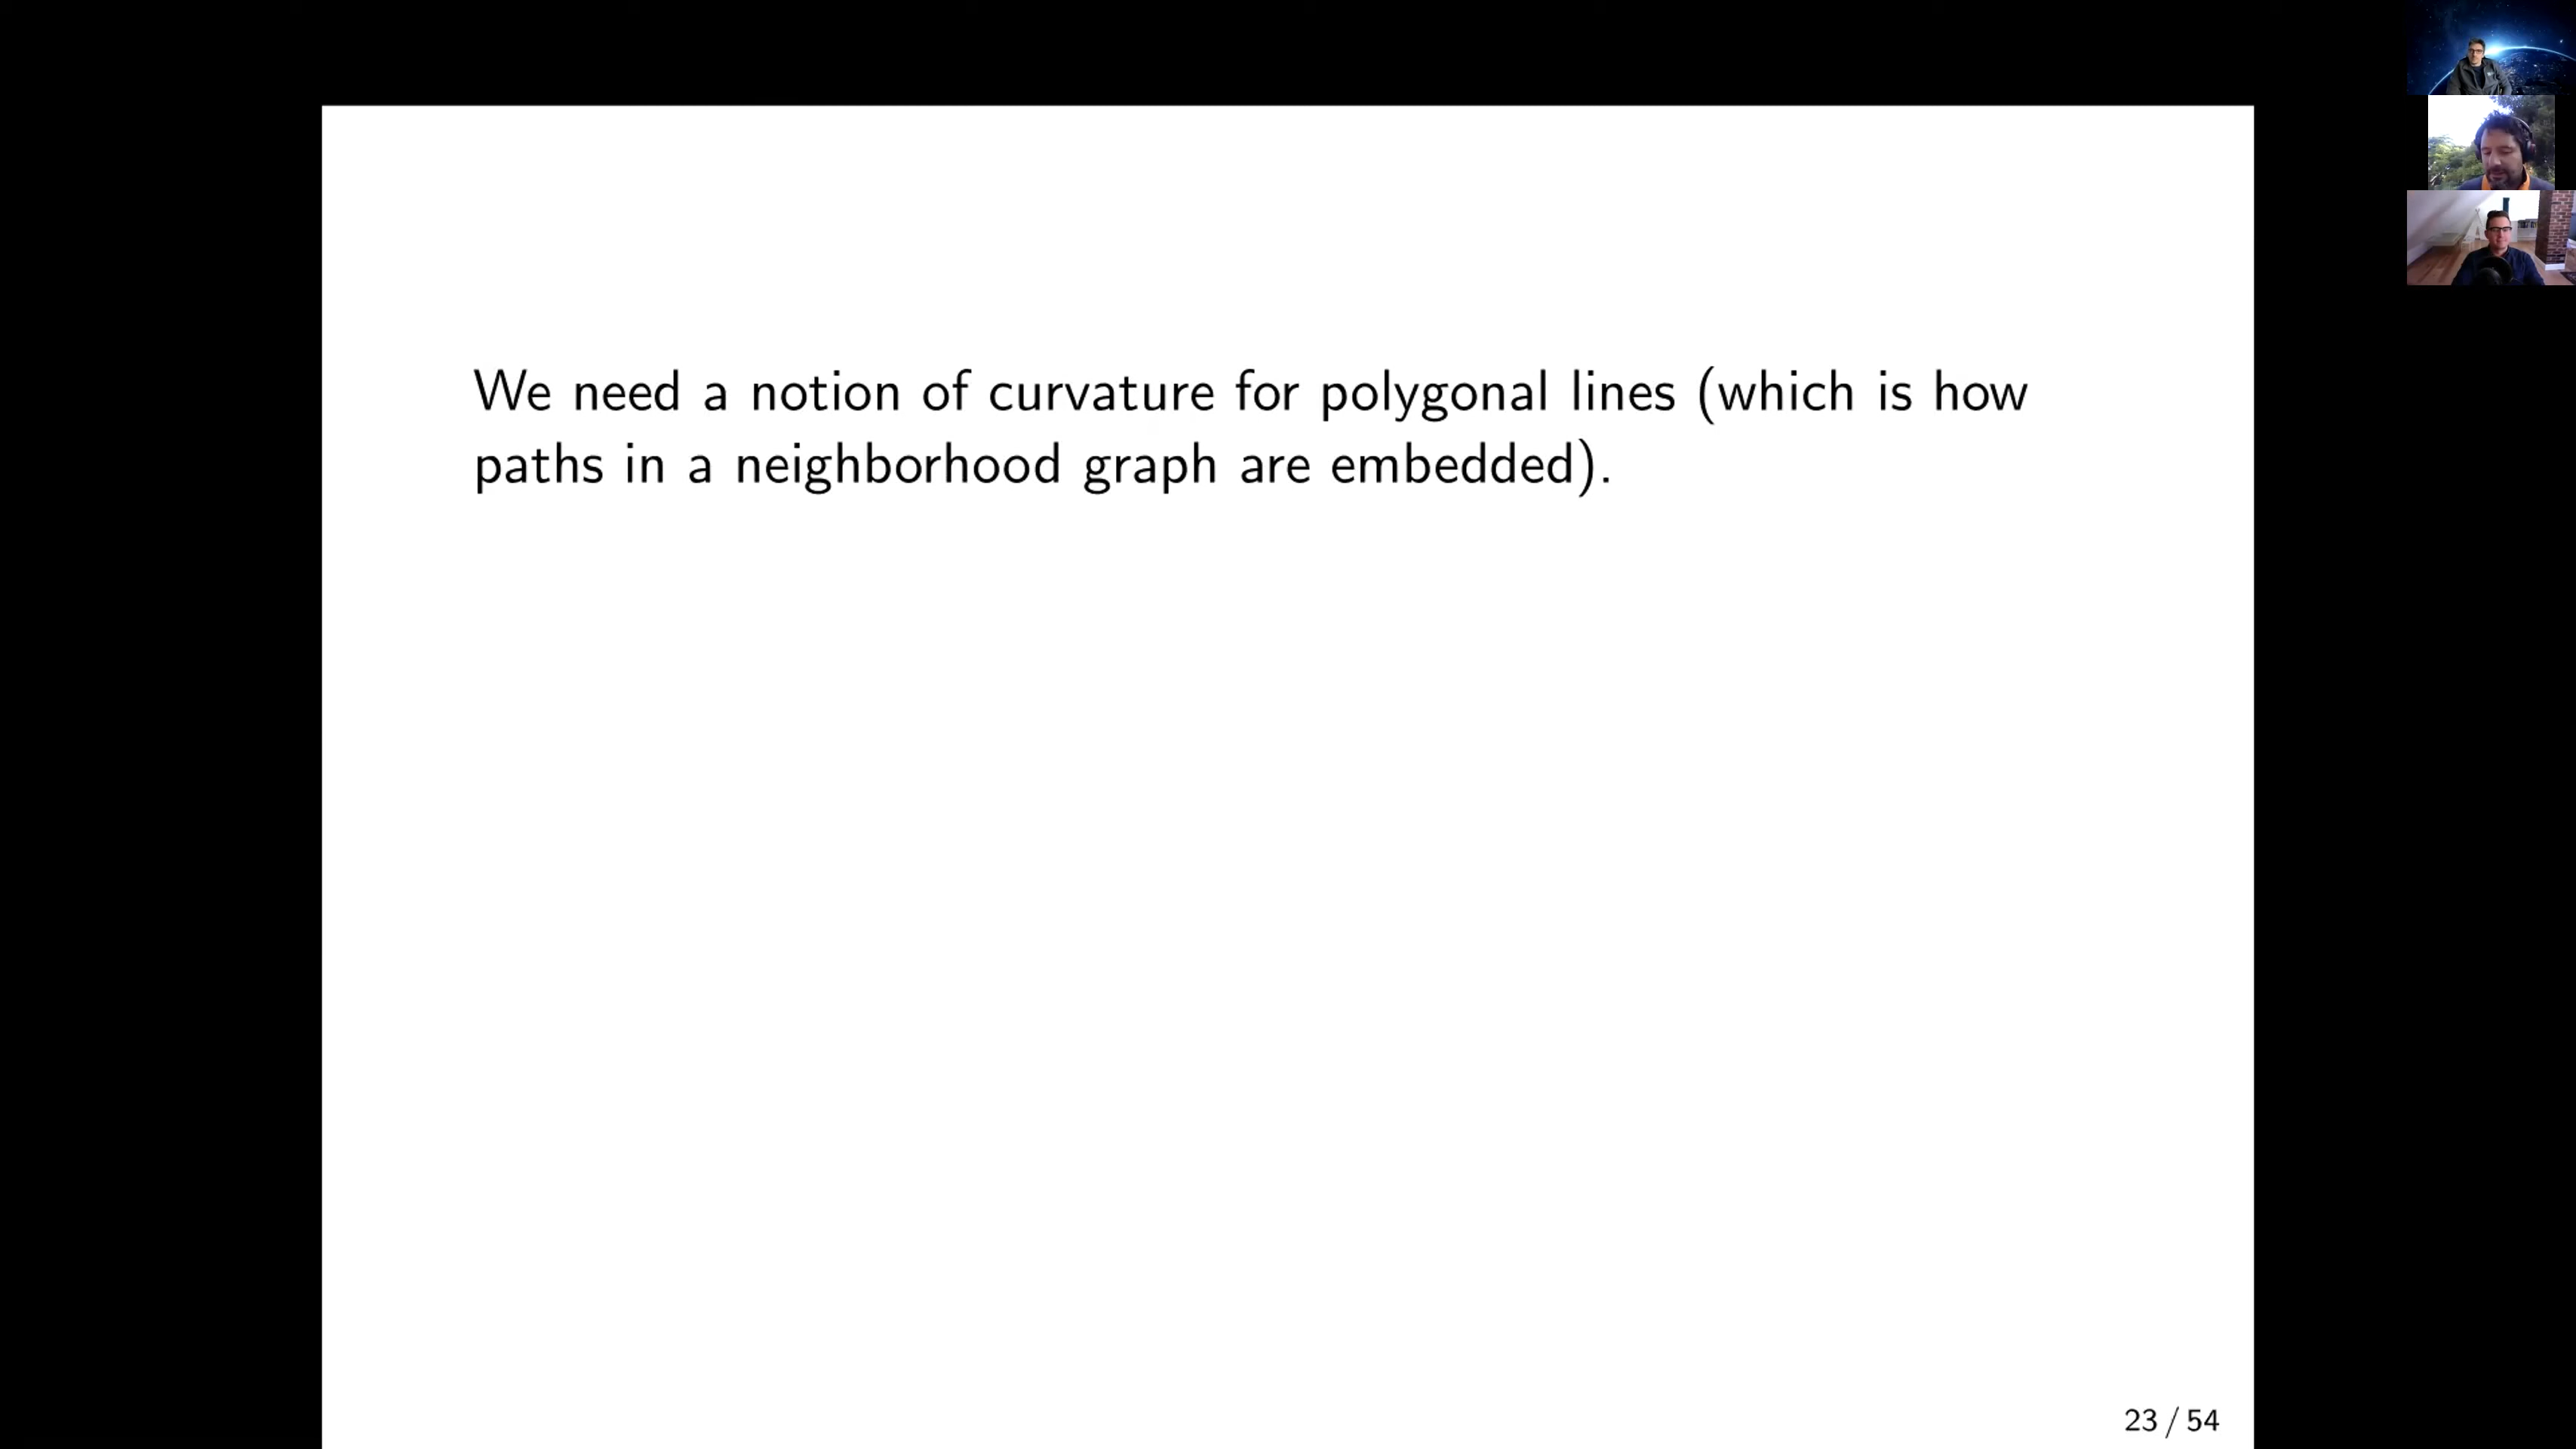 We need a notion of curvature for polygonal lines (which is how
paths in a neighborhood graph are embedded).
23 / 54